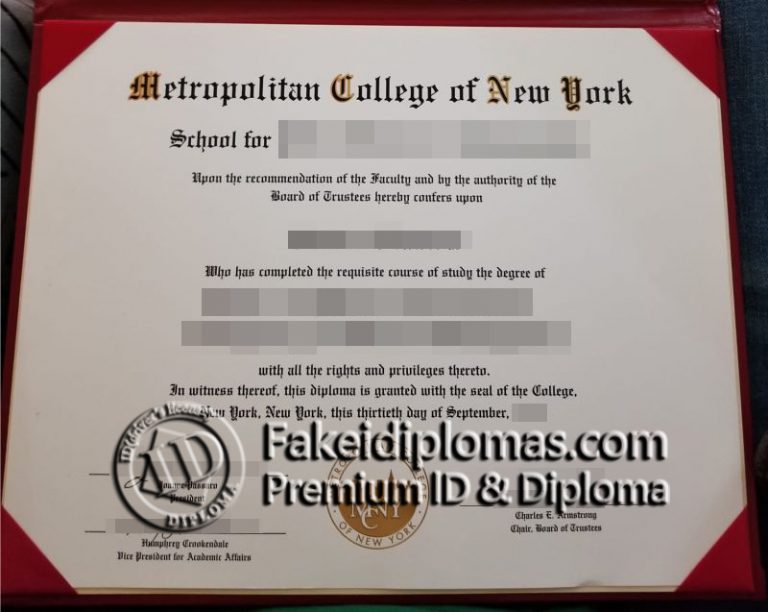 Metropolitan College of New York
School for
Upon the recommendation of the Faculty and by the authority of the
Board of Trustees hereby confers upon
Who has completed the requisite course of study the degree of
with all the rights and privileges thereto.
In witness thereof, this diploma is granted with the seal of the College,
New York, New York, this thirtieth day of September,
Fakeidiplomas.com
Premium ID & Diploma
DIPLOM
President
MCNY
OF NEW YORK
Charles E. Armstrong
Chair, Board of Trustees
Humphrey Crookendale
Vice President for Academic Affairs